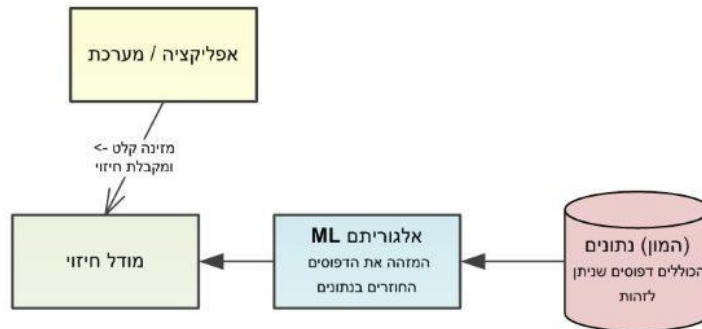 אפליקציה / מערכת
מזינה קלט ->
ומקבלת חיזוי
(המון) נתונים
הכוללים דפוסים שניתן
לזהות
אלגוריתם ML
המזהה את הדפוסים
החוזרים בנתונים
מודל חיזוי